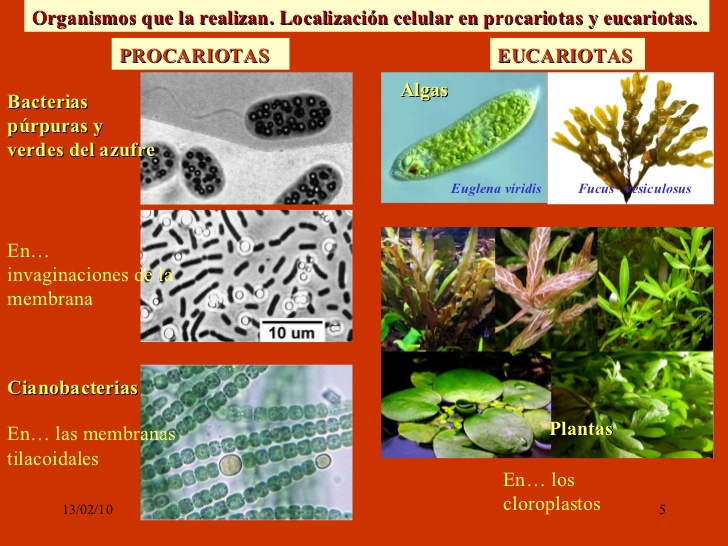 Organismos que la realizan. Localización celular en procariotas y eucariotas.
PROCARIOTAS
EUCARIOTAS
Bacterias
púrpuras y
verdes del azufre
En…
invaginaciones de la
membrana
10 um
Cianobacterias
En… las membranas
tilacoidales
13/02/10
Algas
Euglena viridis
Fucus vesiculosus
Plantas
En… los
cloroplastos
5